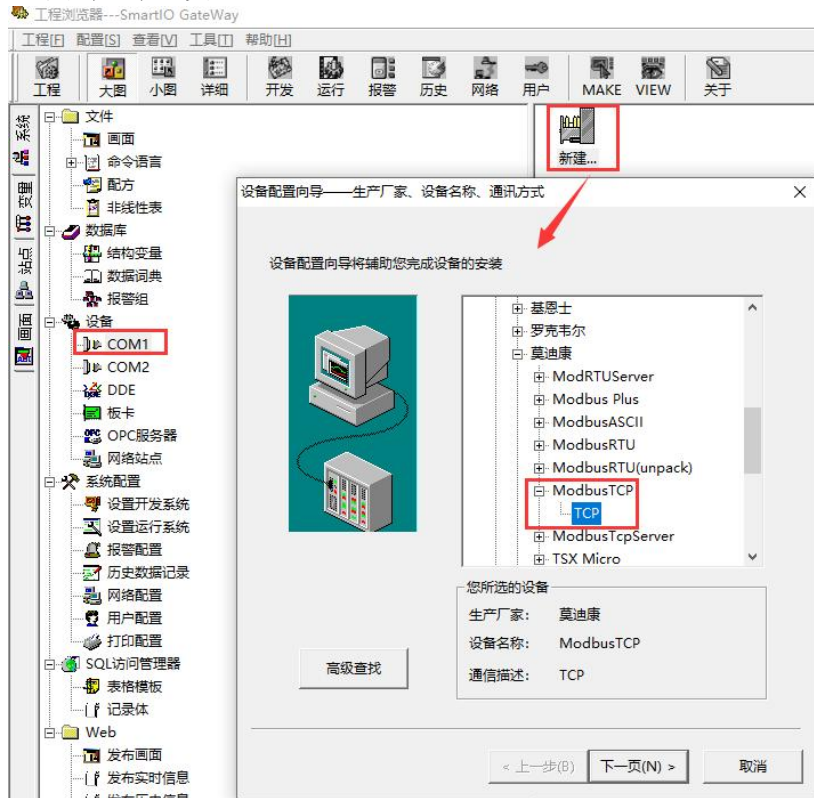 工程浏览器---SmartIO GateWay
工程[F] 配置[S] 查看[V] 工具[T] 帮助[H]
工程 大图 小图 详细 开发 运行 报警 历史 网络 用户 MAKE VIEW 关于
系统
变量
站点
画面
文件
画面
命令语言
配方
非线性表
数据库
结构变量
数据词典
报警组
设备
COM1
COM2
DDE
板卡
OPC服务器
网络站点
系统配置
设置开发系统
设置运行系统
报警配置
历史数据记录
网络配置
用户配置
打印配置
SQL访问管理器
表格模板
记录体
Web
发布画面
发布实时信息
新建...
设备配置向导——生产厂家、设备名称、通讯方式
设备配置向导将辅助您完成设备的安装
基恩士
罗克韦尔
莫迪康
ModRTUServer
Modbus Plus
ModbusASCII
ModbusRTU
ModbusRTU(unpack)
ModbusTCP
TCP
ModbusTcpServer
TSX Micro
您所选的设备
生产厂家： 莫迪康
设备名称： ModbusTCP
通信描述： TCP
高级查找
< 上一步(B) 下一页(N) > 取消